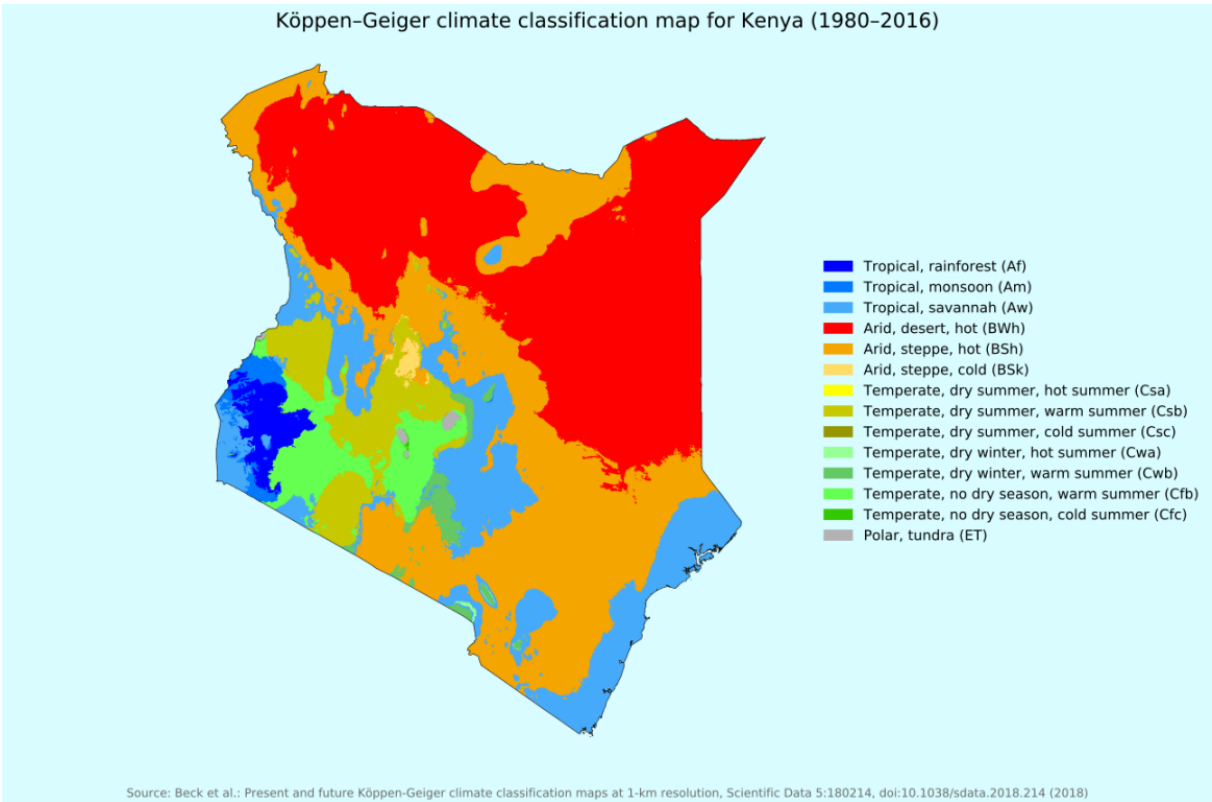 Köppen–Geiger climate classification map for Kenya (1980–2016)
Tropical, rainforest (Af)
Tropical, monsoon (Am)
Tropical, savannah (Aw)
Arid, desert, hot (BWh)
Arid, steppe, hot (BSh)
Arid, steppe, cold (BSk)
Temperate, dry summer, hot summer (Csa)
Temperate, dry summer, warm summer (Csb)
Temperate, dry summer, cold summer (Csc)
Temperate, dry winter, hot summer (Cwa)
Temperate, dry winter, warm summer (Cwb)
Temperate, no dry season, warm summer (Cfb)
Temperate, no dry season, cold summer (Cfc)
Polar, tundra (ET)
Source: Beck et al.: Present and future Köppen-Geiger climate classification maps at 1-km resolution, Scientific Data 5:180214, doi:10.1038/sdata.2018.214 (2018)